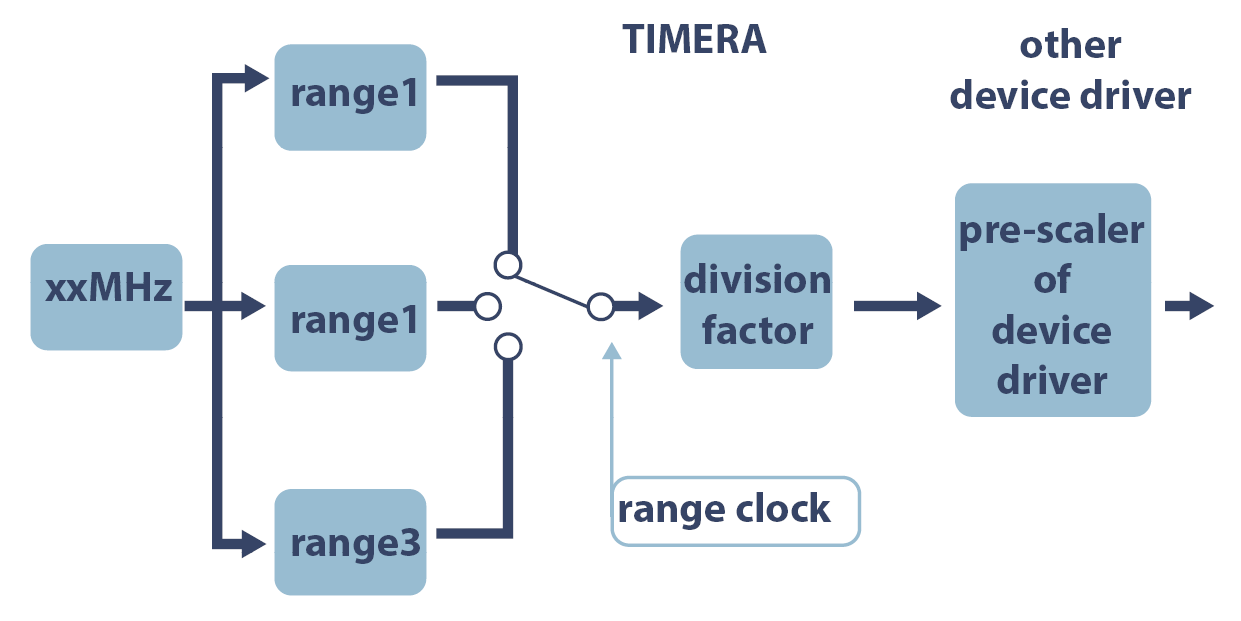 TIMERA
other
device driver
range1
xxMHz
range1
range3
division
factor
pre-scaler
of
device
driver
range clock